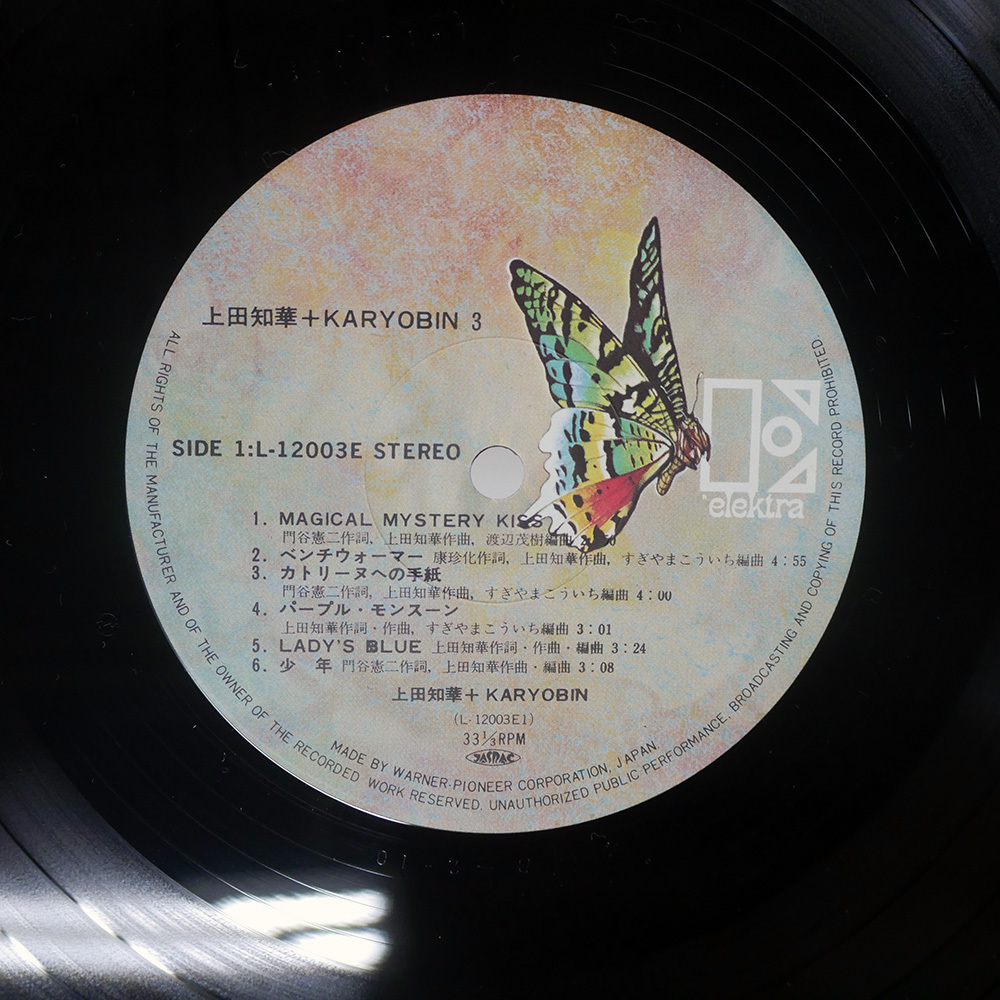 上田知華+KARYOBIN 3
SIDE 1:L-12003E STEREO
elektra
1. MAGICAL MYSTERY KISS
門谷憲二作詞, 上田知華作曲, 渡辺茂樹編曲
2. ベンチウォーマー 康珍化作詞, 上田知華作曲, すぎやまこういち編曲 4:55
3. カトリーヌへの手紙
門谷憲二作詞, 上田知華作曲, すぎやまこういち編曲 4:00
4. パープル・モンスーン
上田知華作詞・作曲, すぎやまこういち編曲 3:01
5. LADY'S BLUE 上田知華作詞・作曲・編曲 3:24
6. 少 年 門谷憲二作詞, 上田知華作曲・編曲 3:08
上田知華+KARYOBIN
(L-12003E1)
33⅓RPM
JASRAC
MADE BY WARNER-PIONEER CORPORATION, JAPAN
ALL RIGHTS OF THE MANUFACTURER AND OF THE OWNER OF THE RECORDED WORK RESERVED. UNAUTHORIZED PUBLIC PERFORMANCE, BROADCASTING AND COPYING OF THIS RECORD PROHIBITED.